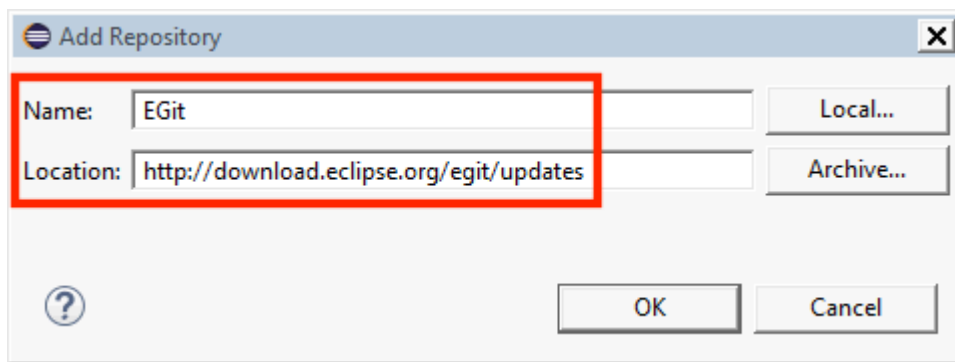 Add Repository
Name: EGit Local...
Location: http://download.eclipse.org/egit/updates Archive...
? OK Cancel